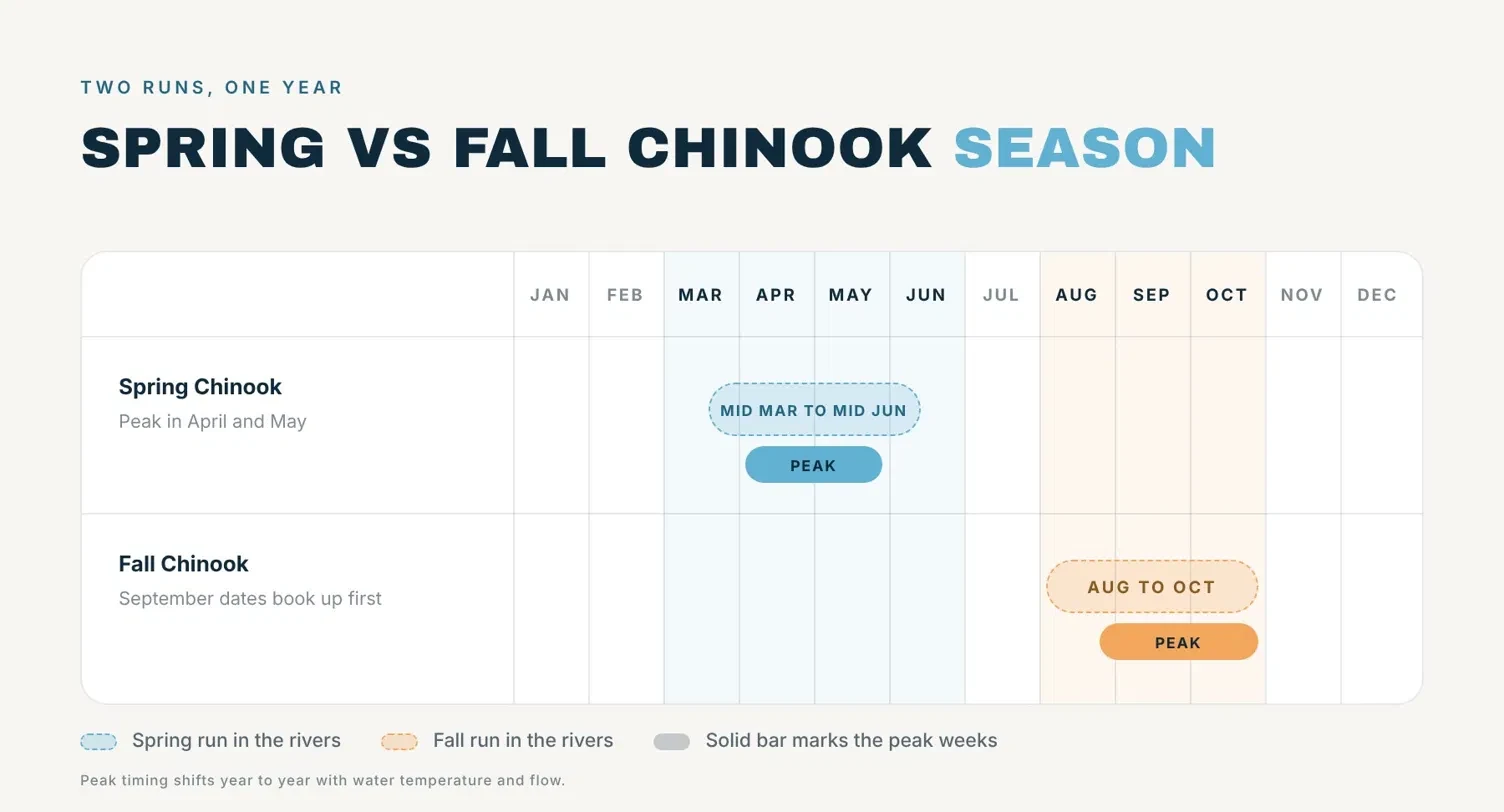 TWO RUNS, ONE YEAR
SPRING VS FALL CHINOOK SEASON
JAN FEB MAR APR MAY JUN JUL AUG SEP OCT NOV DEC
Spring Chinook
Peak in April and May
MID MAR TO MID JUN
PEAK
Fall Chinook
September dates book up first
AUG TO OCT
PEAK
Spring run in the rivers
Fall run in the rivers
Solid bar marks the peak weeks
Peak timing shifts year to year with water temperature and flow.